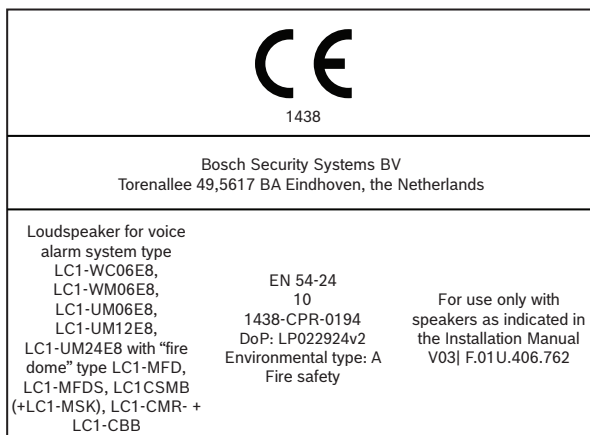 CE
1438
Bosch Security Systems BV
Torenallee 49,5617 BA Eindhoven, the Netherlands
Loudspeaker for voice
alarm system type
LC1-WC06E8,
LC1-WM06E8,
LC1-UM06E8,
LC1-UM12E8,
LC1-UM24E8 with “fire
dome” type LC1-MFD,
LC1-MFDS, LC1CSMB
(+LC1-MSK), LC1-CMR- +
LC1-CBB
EN 54-24
10
1438-CPR-0194
DoP: LP022924v2
Environmental type: A
Fire safety
For use only with
speakers as indicated in
the Installation Manual
V03| F.01U.406.762